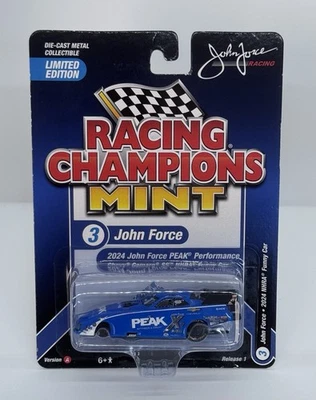 DIE-CAST METAL
COLLECTIBLE
LIMITED
EDITION
John Force
RACING
RACING
CHAMPIONS
MINT
3 John Force
2024 John Force PEAK® Performance
PEAK
3 John Force • 2024 NHRA Funny Car
Version A
6+
Release 1